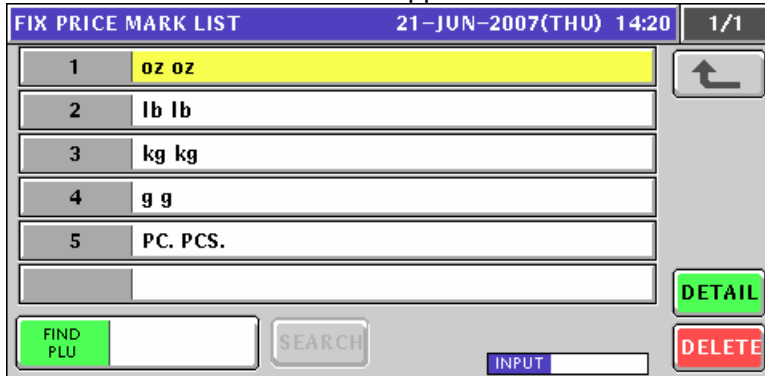 FIX PRICE MARK LIST 21-JUN-2007(THU) 14:20 1/1
1 oz oz
2 lb lb
3 kg kg
4 g g
5 PC. PCS.
DETAIL
FIND PLU SEARCH
INPUT DELETE